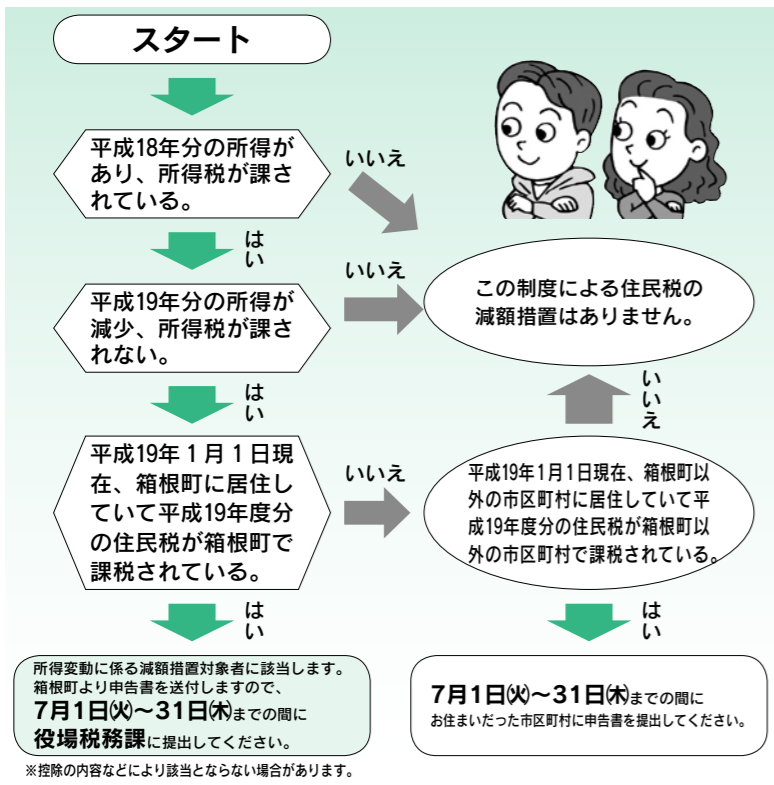 スタート
平成18年分の所得が
あり、所得税が課さ
れている。
いいえ
はい
平成19年分の所得が
減少、所得税が課さ
れない。
いいえ
この制度による住民税の
減額措置はありません。
はい
いいえ
平成19年1月1日現
在、箱根町に居住し
ていて平成19年度分
の住民税が箱根町で
課税されている。
いいえ
平成19年1月1日現在、箱根町以
外の市区町村に居住していて平
成19年度分の住民税が箱根町以
外の市区町村で課税されている。
はい
はい
所得変動に係る減額措置対象者に該当します。
箱根町より申告書を送付しますので、
7月1日㈫～31日㈭までの間に
役場税務課に提出してください。
7月1日㈫～31日㈭までの間に
お住まいだった市区町村に申告書を提出してください。
※控除の内容などにより該当とならない場合があります。